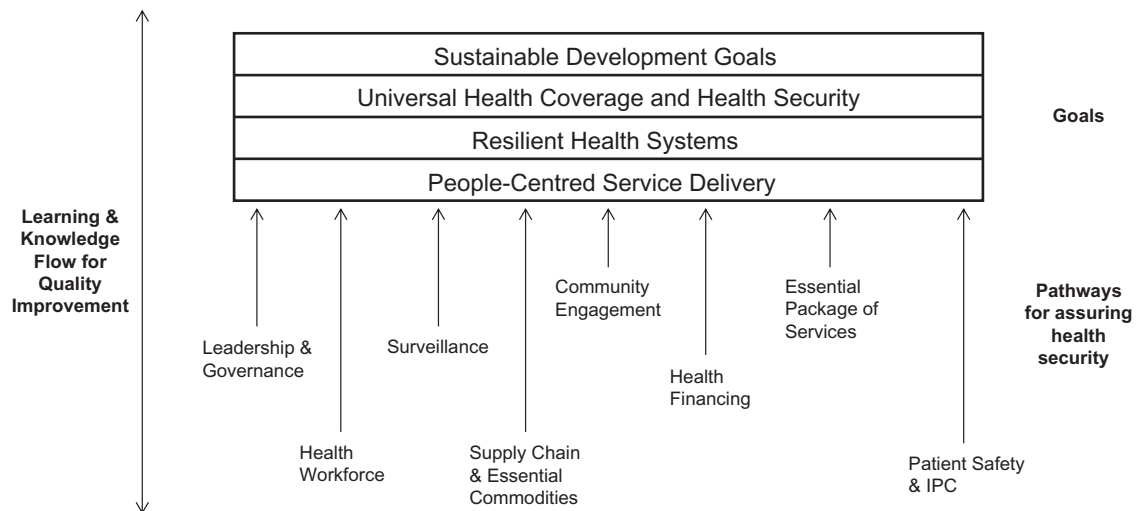 Sustainable Development Goals
Universal Health Coverage and Health Security
Resilient Health Systems
People-Centred Service Delivery
Goals
Learning &
Knowledge
Flow for
Quality
Improvement
Leadership &
Governance
Health
Workforce
Surveillance
Supply Chain
& Essential
Commodities
Community
Engagement
Health
Financing
Essential
Package of
Services
Patient Safety
& IPC
Pathways
for assuring
health
security